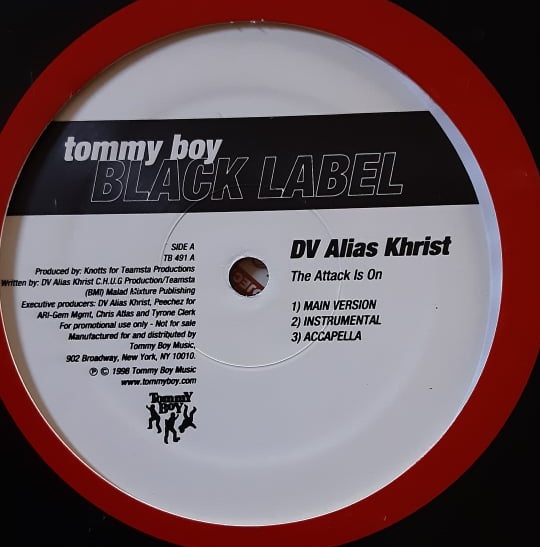 tommy boy
BLACK LABEL
SIDE A
TB 491 A
Produced by: Knotts for Teamsta Productions
Written by: DV Alias Khrist C.H.U.G Production/Teamsta
(BMI) Malad Mixture Publishing
Executive producers: DV Alias Khrist, Peechez for
ARI-Gem Mgmt, Chris Atlas and Tyrone Clerk
For promotional use only - Not for sale
Manufactured for and distributed by
Tommy Boy Music,
902 Broadway, New York, NY 10010.
℗ © 1998 Tommy Boy Music
www.tommyboy.com
TommY
BoY
DV Alias Khrist
The Attack Is On
1) MAIN VERSION
2) INSTRUMENTAL
3) ACCAPELLA